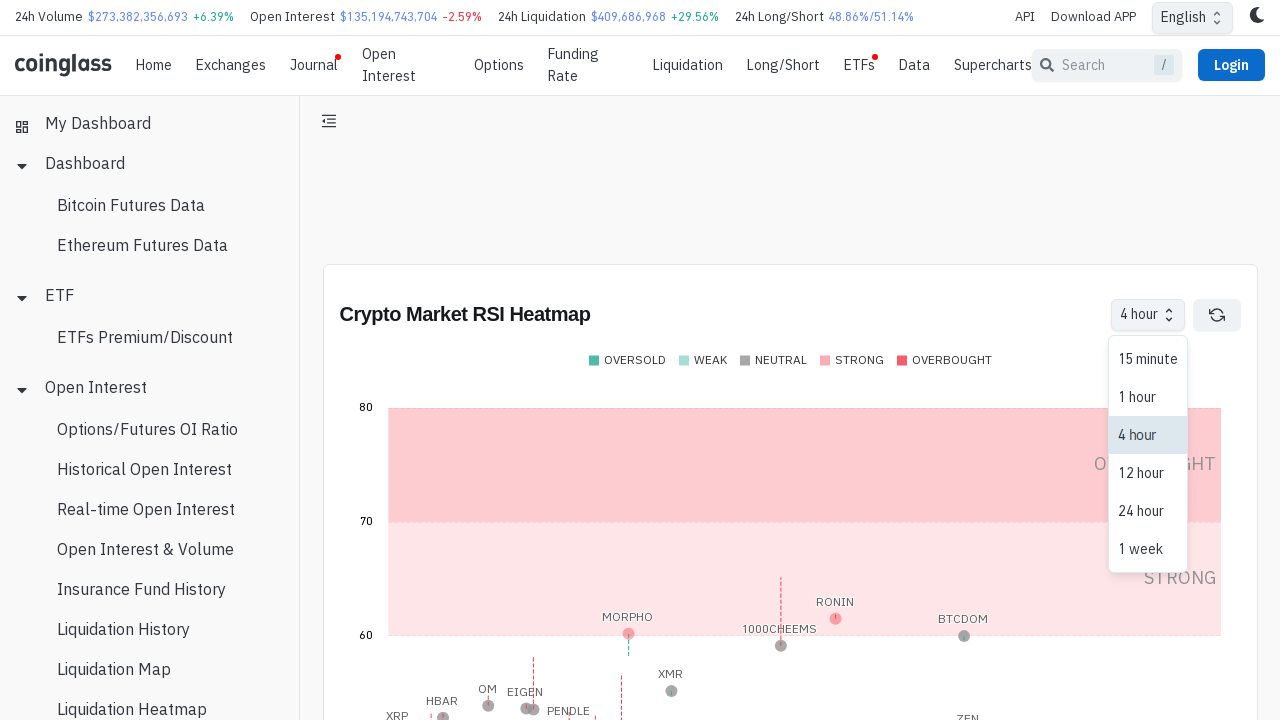 24h Volume $273,382,356,693 +6.39% Open Interest $135,194,743,704 -2.59% 24h Liquidation $409,686,968 +29.56% 24h Long/Short 48.86%/51.14% API Download APP English
coinglass Home Exchanges Journal Open Interest Options Funding Rate Liquidation Long/Short ETFs Data Supercharts Search / Login
My Dashboard
Dashboard
Bitcoin Futures Data
Ethereum Futures Data
ETF
ETFs Premium/Discount
Open Interest
Options/Futures OI Ratio
Historical Open Interest
Real-time Open Interest
Open Interest & Volume
Insurance Fund History
Liquidation History
Liquidation Map
Liquidation Heatmap
Crypto Market RSI Heatmap 4 hour
15 minute
1 hour
4 hour
12 hour
24 hour
1 week
OVERSOLD WEAK NEUTRAL STRONG OVERBOUGHT
80
70
STRONG
60
RONIN
MORPHO
BTCDOM
1000CHEEMS
XMR
OM
EIGEN
HBAR
PENDLE
XRP
ZEN